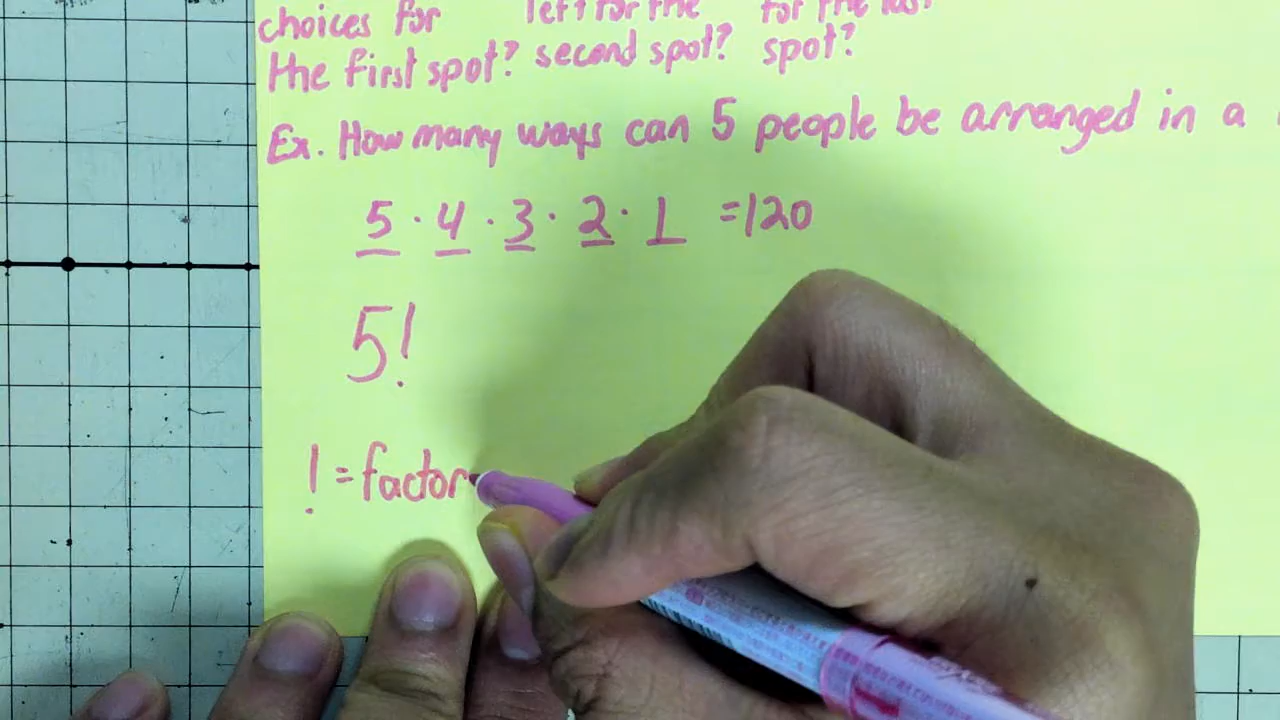 choices for left for the for the
the first spot? second spot? spot?
Ex. How many ways can 5 people be arranged in a
5 · 4 · 3 · 2 · 1 = 120
5!
! = factor